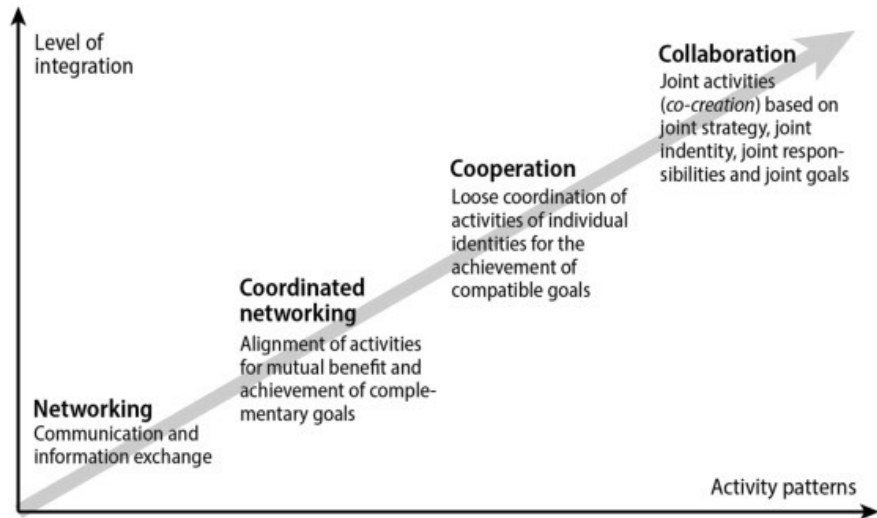 Level of
integration
Collaboration
Joint activities
(co-creation) based on
joint strategy, joint
indentity, joint respon-
sibilities and joint goals
Cooperation
Loose coordination of
activities of individual
identities for the
achievement of
compatible goals
Coordinated
networking
Alignment of activities
for mutual benefit and
achievement of comple-
mentary goals
Networking
Communication and
information exchange
Activity patterns